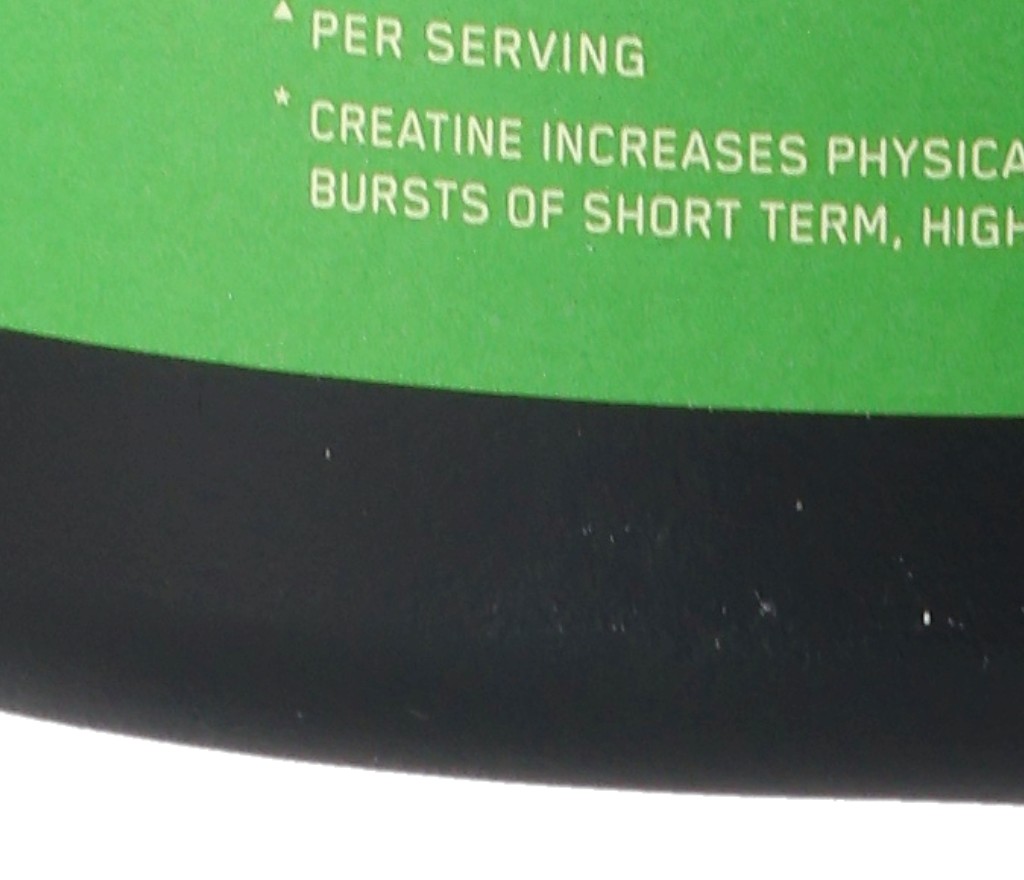 ▲ PER SERVING
* CREATINE INCREASES PHYSICA
BURSTS OF SHORT TERM, HIGH